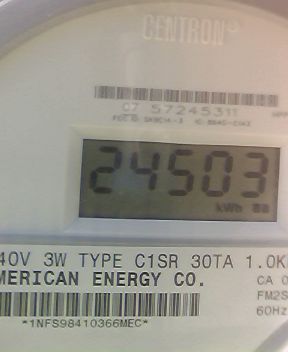 CENTRON
07 57245311
24503
kWh
40V 3W TYPE C1SR 30TA 1.0K
MERICAN ENERGY CO.
CA 0
FM2S
60Hz
*1NFS98410366MEC*